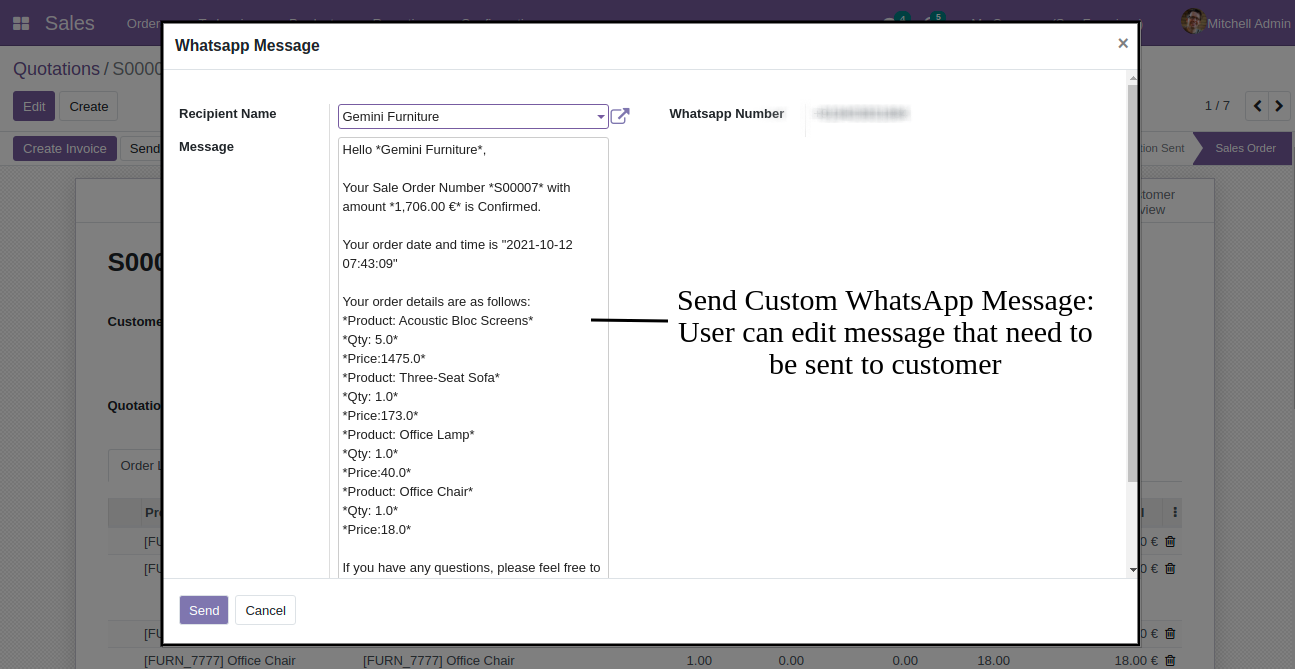 Sales
Order
4
5
Mitchell Admin
Whatsapp Message
×
Quotations / S0000
Edit
Create
1 / 7
Create Invoice
Send
Sent
Sales Order
Recipient Name
Gemini Furniture
Whatsapp Number
Message
Hello *Gemini Furniture*,
Your Sale Order Number *S00007* with
amount *1,706.00 €* is Confirmed.
Your order date and time is "2021-10-12
07:43:09"
Your order details are as follows:
*Product: Acoustic Bloc Screens*
*Qty: 5.0*
*Price:1475.0*
*Product: Three-Seat Sofa*
*Qty: 1.0*
*Price:173.0*
*Product: Office Lamp*
*Qty: 1.0*
*Price:40.0*
*Product: Office Chair*
*Qty: 1.0*
*Price:18.0*
If you have any questions, please feel free to
Send Custom WhatsApp Message:
User can edit message that need to
be sent to customer
S000
Custome
Quotatio
Order L
[FU
[FU
[FU
0 €
0 €
0 €
Send
Cancel
[FURN_7777] Office Chair [FURN_7777] Office Chair 1.00 0.00 0.00 18.00 18.00 €